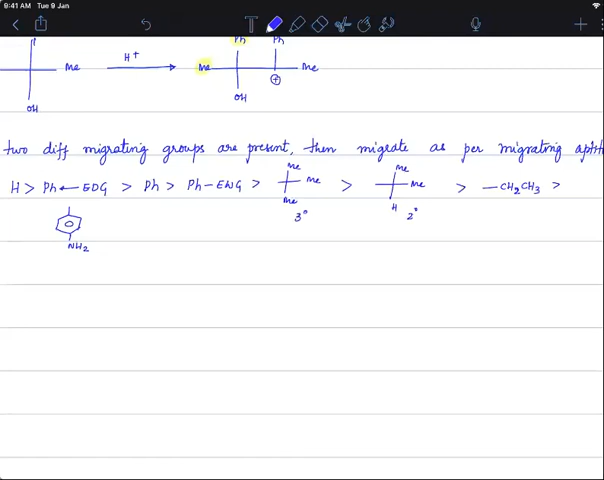 9:41 AM Tue 9 Jan
Ph Ph
Me H+ Me Me
OH OH +
two diff migrating groups are present, then migrate as per migrating
H > Ph ← EDG > Ph > Ph – EWG > Me Me Me 3° > Me Me H 2° > –CH2CH3 >
NH2